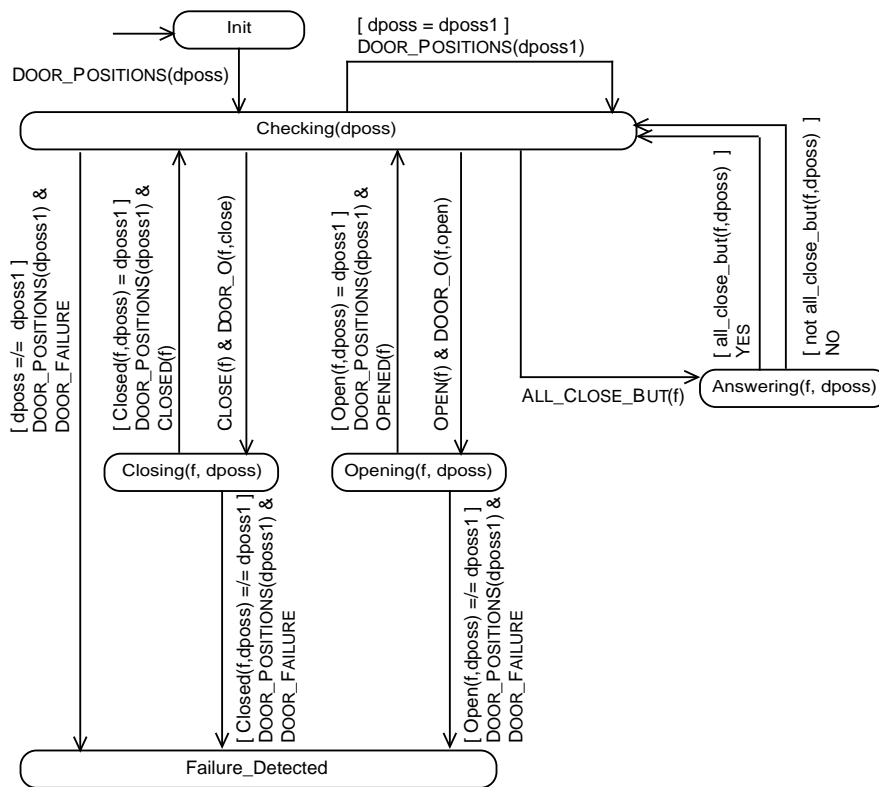 Init
[ dposs = dposs1 ]
DOOR_POSITIONS(dposs1)
DOOR_POSITIONS(dposs)
Checking(dposs)
[ dposs =/= dposs1 ]
DOOR_POSITIONS(dposs1) &
DOOR_FAILURE
[ Closed(f,dposs) = dposs1 ]
DOOR_POSITIONS(dposs1) &
CLOSED(f)
CLOSE(f) & DOOR_O(f,close)
[ Open(f,dposs) = dposs1 ]
DOOR_POSITIONS(dposs1) &
OPENED(f)
OPEN(f) & DOOR_O(f,open)
[ all_close_but(f,dposs) ]
YES
[ not all_close_but(f,dposs) ]
NO
ALL_CLOSE_BUT(f)
Answering(f, dposs)
Closing(f, dposs)
Opening(f, dposs)
[ Closed(f,dposs) =/= dposs1 ]
DOOR_POSITIONS(dposs1) &
DOOR_FAILURE
[ Open(f,dposs) =/= dposs1 ]
DOOR_POSITIONS(dposs1) &
DOOR_FAILURE
Failure_Detected